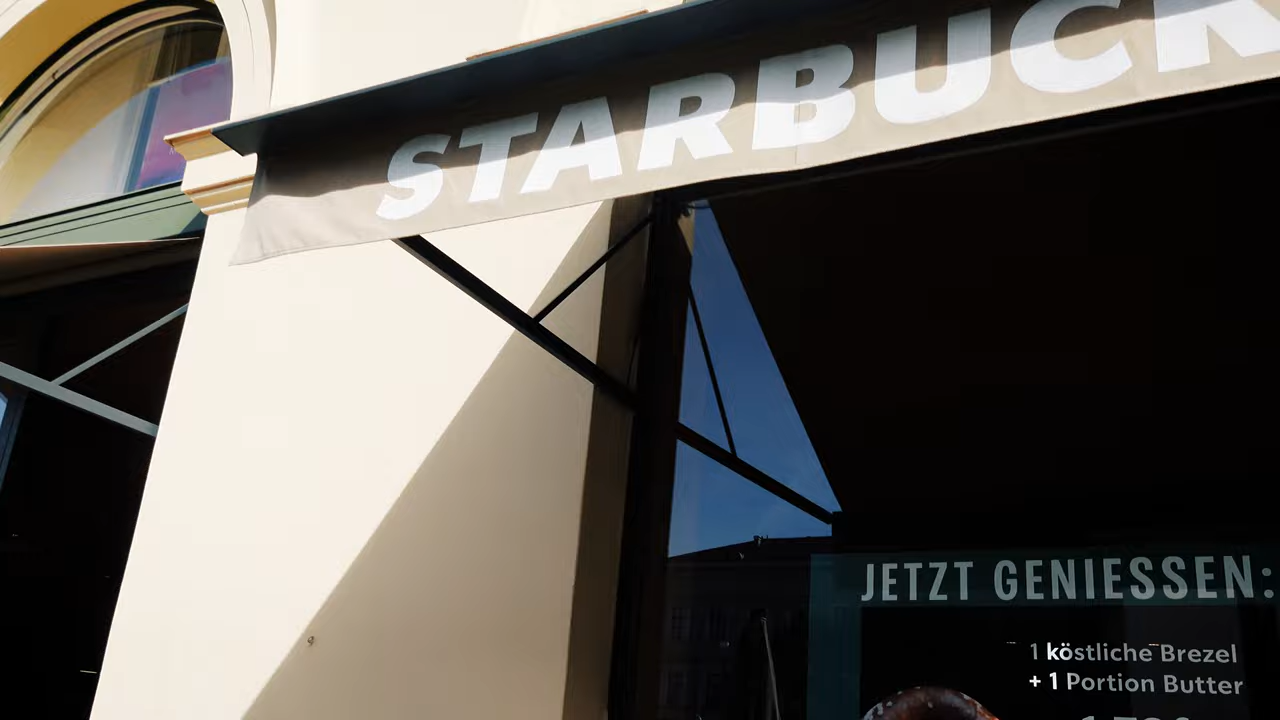 STARBUCK
JETZT GENIESSEN:
1 köstliche Brezel
+ 1 Portion Butter